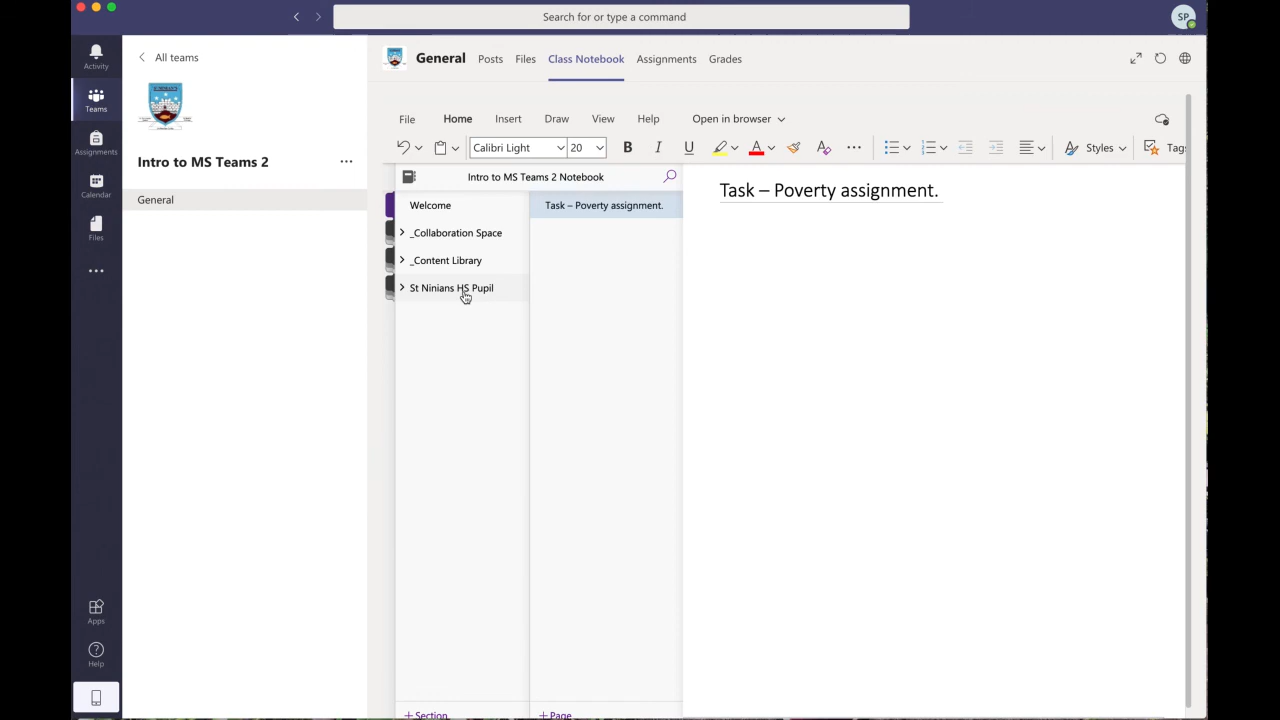 Search for or type a command
SP
Activity
Teams
Assignments
Calendar
Files
Apps
Help
All teams
Intro to MS Teams 2
General
General Posts Files Class Notebook Assignments Grades
File Home Insert Draw View Help Open in browser
Calibri Light 20 B I U A Styles Tags
Intro to MS Teams 2 Notebook
Welcome
_Collaboration Space
_Content Library
St Ninians HS Pupil
+ Section
Task – Poverty assignment.
+ Page
Task – Poverty assignment.